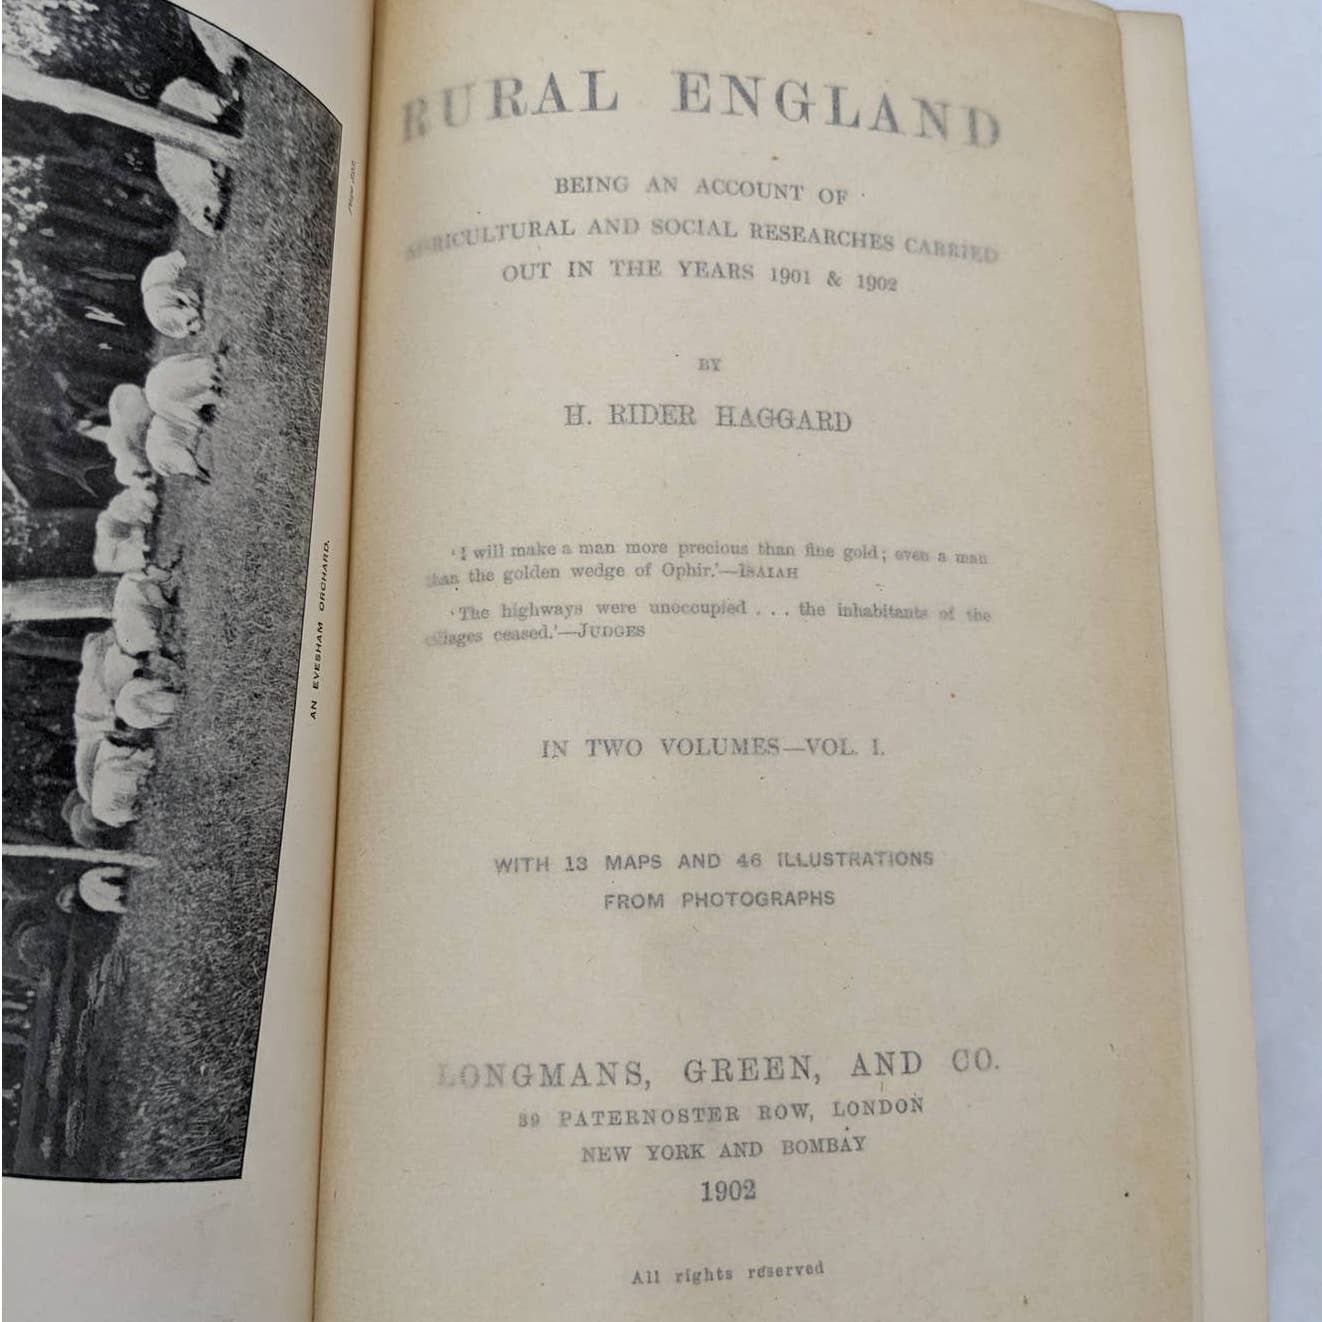 AN EVESHAM ORCHARD.
RURAL ENGLAND
BEING AN ACCOUNT OF
AGRICULTURAL AND SOCIAL RESEARCHES CARRIED
OUT IN THE YEARS 1901 & 1902
BY
H. RIDER HAGGARD
'I will make a man more precious than fine gold; even a man
than the golden wedge of Ophir.'—ISAIAH
'The highways were unoccupied . . . the inhabitants of the
villages ceased.'—JUDGES
IN TWO VOLUMES—VOL. I.
WITH 13 MAPS AND 46 ILLUSTRATIONS
FROM PHOTOGRAPHS
LONGMANS, GREEN, AND CO.
39 PATERNOSTER ROW, LONDON
NEW YORK AND BOMBAY
1902
All rights reserved